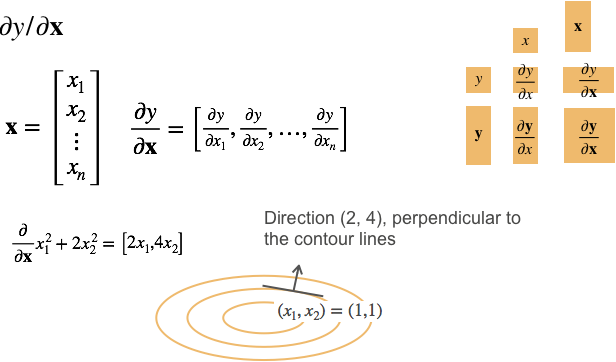 ∂y/∂𝐱
x 𝐱
y ∂y/∂x ∂y/∂𝐱
𝐲 ∂𝐲/∂x ∂𝐲/∂𝐱
𝐱 = [x₁ x₂ ⋮ xₙ] ∂y/∂𝐱 = [∂y/∂x₁, ∂y/∂x₂, …, ∂y/∂xₙ]
∂/∂𝐱 x₁² + 2x₂² = [2x₁,4x₂]
Direction (2, 4), perpendicular to
the contour lines
(x₁, x₂) = (1,1)